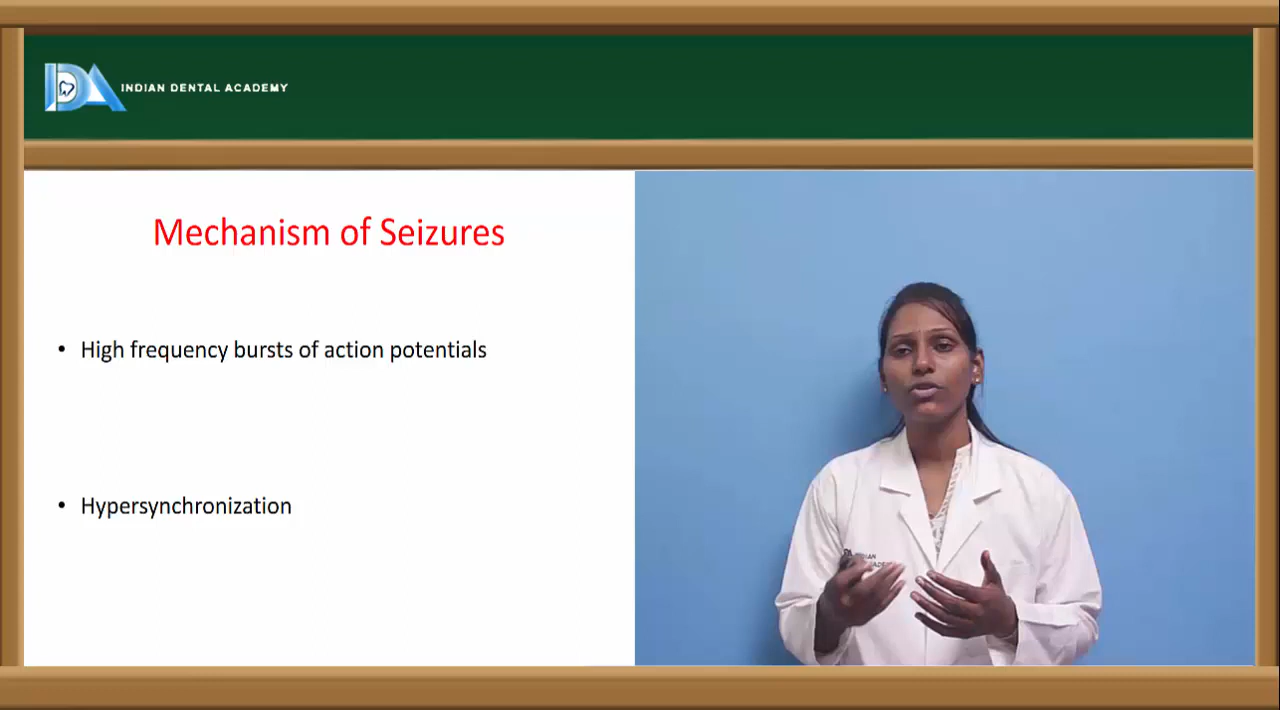 INDIAN DENTAL ACADEMY
Mechanism of Seizures
• High frequency bursts of action potentials
• Hypersynchronization